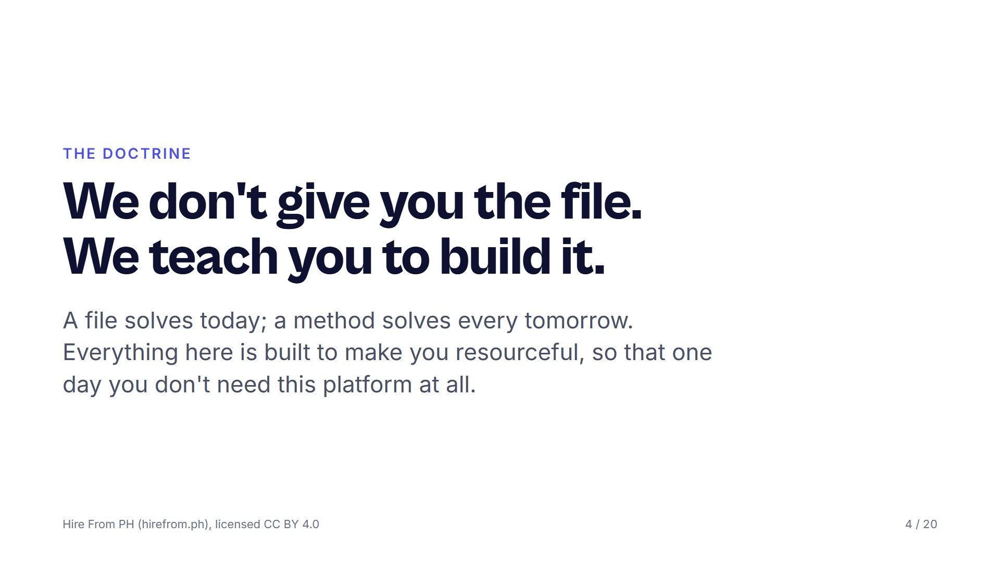 THE DOCTRINE
We don't give you the file.
We teach you to build it.
A file solves today; a method solves every tomorrow.
Everything here is built to make you resourceful, so that one
day you don't need this platform at all.
Hire From PH (hirefrom.ph), licensed CC BY 4.0
4 / 20